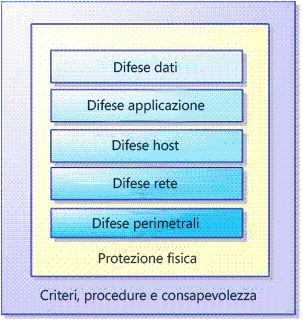 Difese dati
Difese applicazione
Difese host
Difese rete
Difese perimetrali
Protezione fisica
Criteri, procedure e consapevolezza